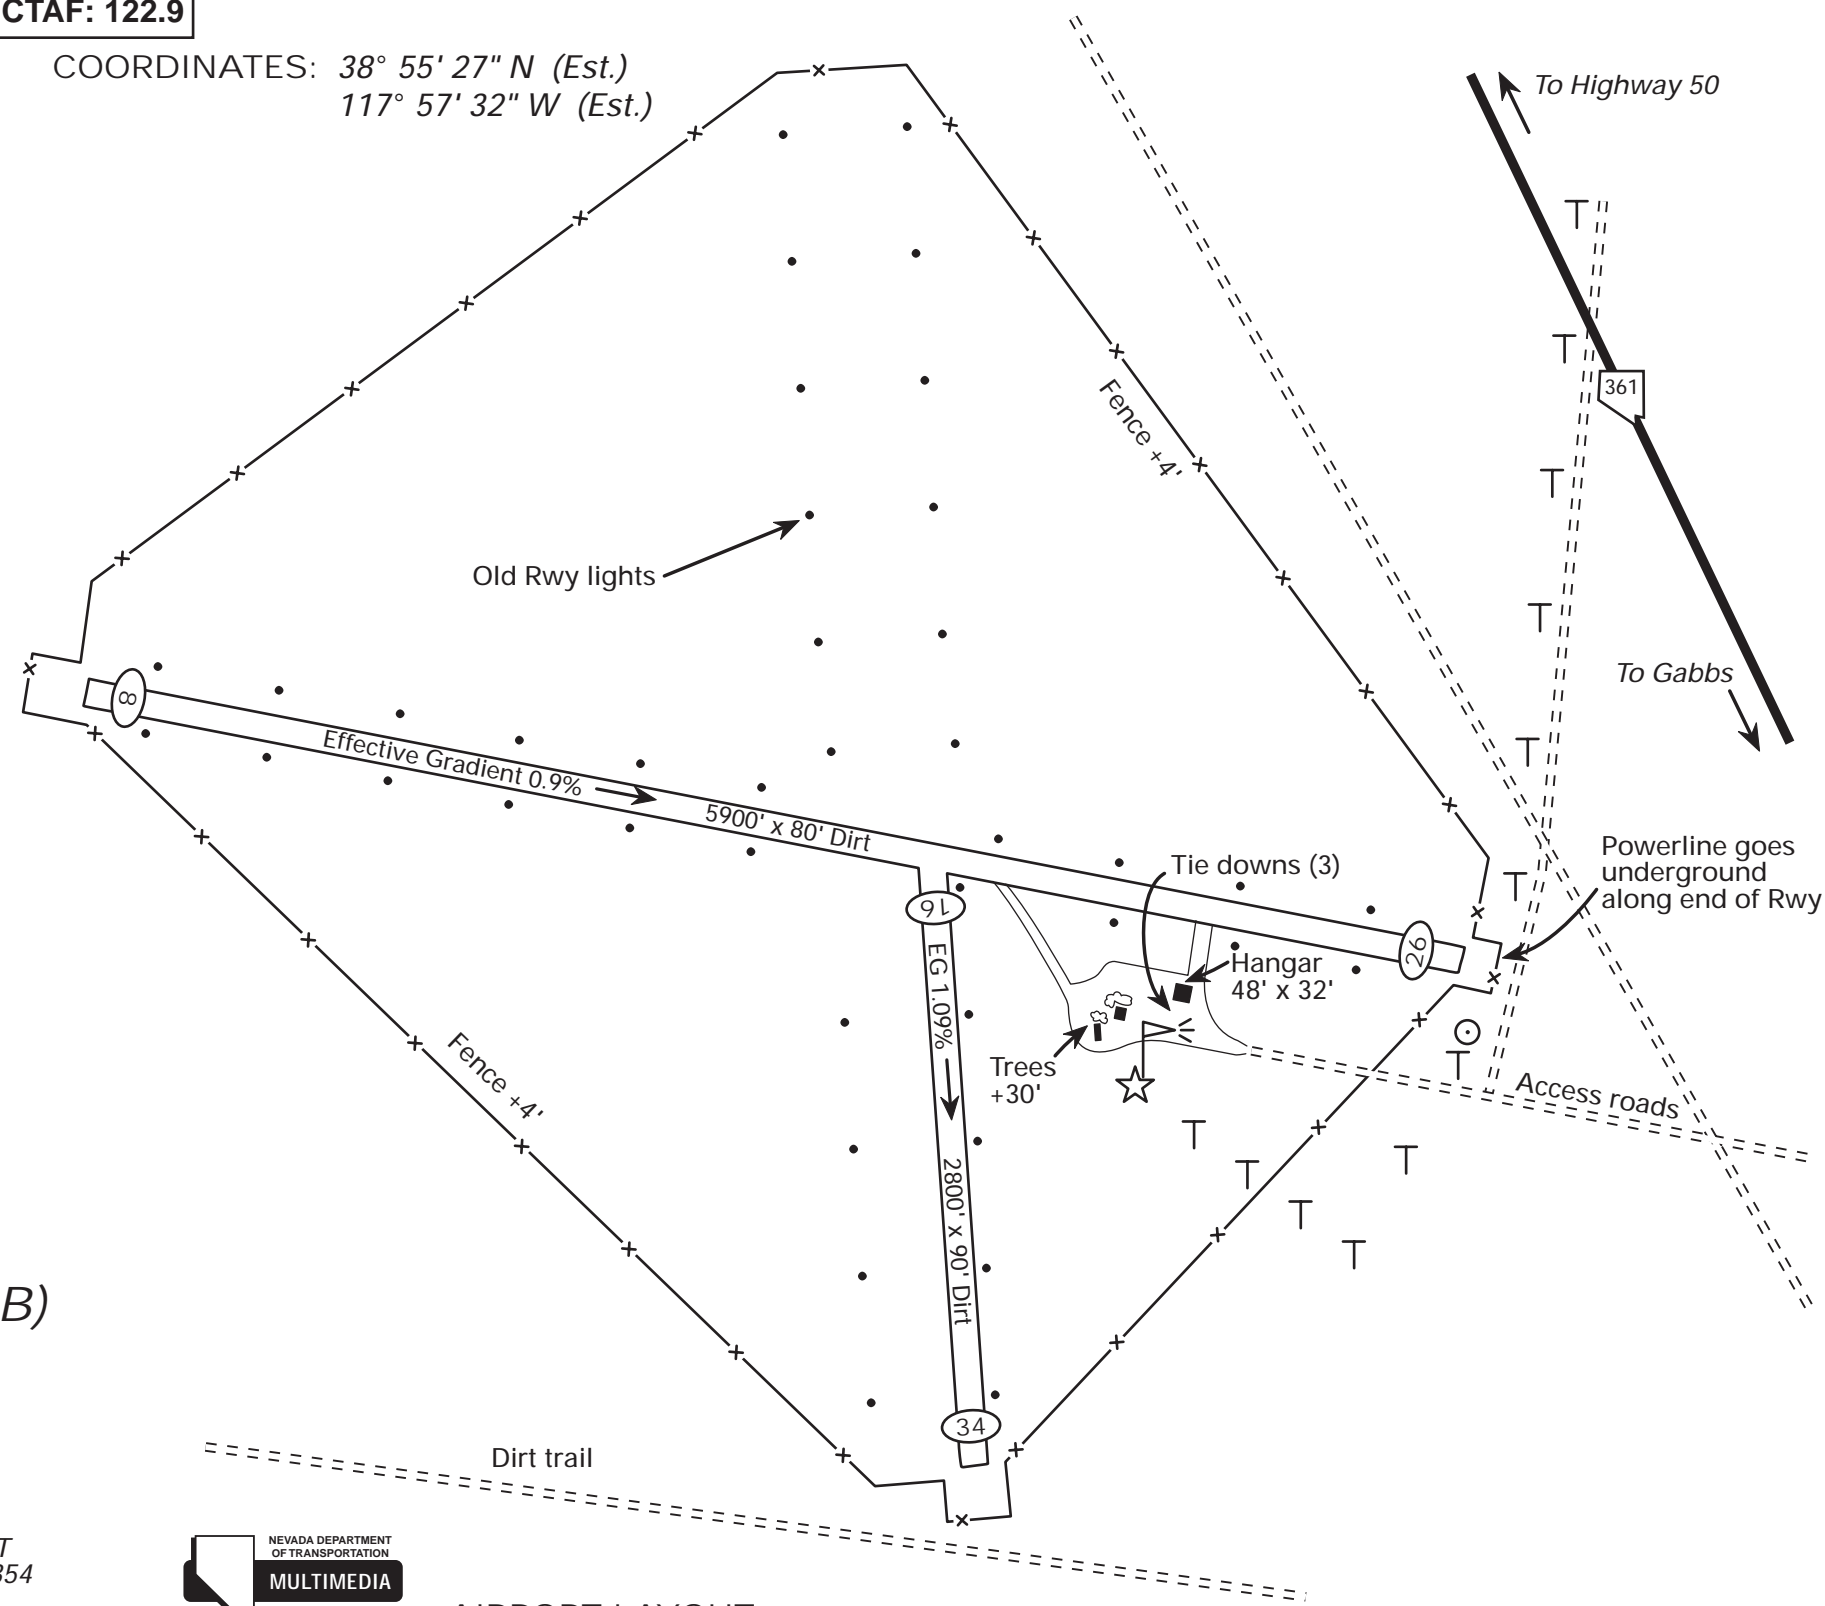 CTAF: 122.9
COORDINATES: 38° 55' 27" N (Est.)
117° 57' 32" W (Est.)
To Highway 50
361
Fence +4'
Old Rwy lights
To Gabbs
8
Effective Gradient 0.9%
5900' x 80' Dirt
Tie downs (3)
Powerline goes
underground
along end of Rwy
16
26
Hangar
48' x 32'
EG 1.09%
Trees
+30'
Fence +4'
Access roads
2800' x 90' Dirt
B)
34
Dirt trail
T
354
NEVADA DEPARTMENT
OF TRANSPORTATION
MULTIMEDIA
AIRPORT LAYOUT